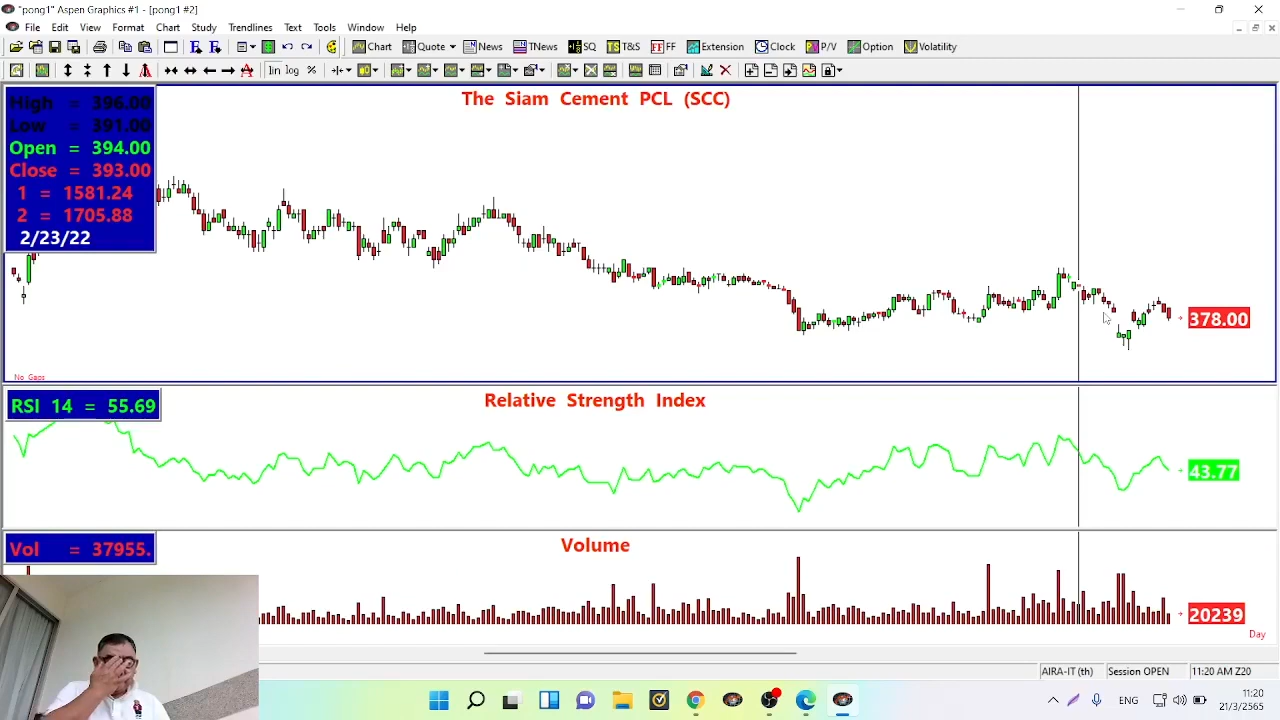 "pong1" Aspen Graphics #1 - [pong1 #2]
File Edit View Format Chart Study Trendlines Text Tools Window Help
Chart Quote News TNews SQ TS T&S FF FF Extension Clock P/V Option Volatility
lin log %
The Siam Cement PCL (SCC)
High = 396.00
Low = 391.00
Open = 394.00
Close = 393.00
1 = 1581.24
2 = 1705.88
2/23/22
378.00
No Gaps
Relative Strength Index
RSI 14 = 55.69
43.77
Volume
Vol = 37955.
20239
Day
AIRA-IT (th) Session OPEN 11:20 AM Z20
ENG 11:20
2/3/2565